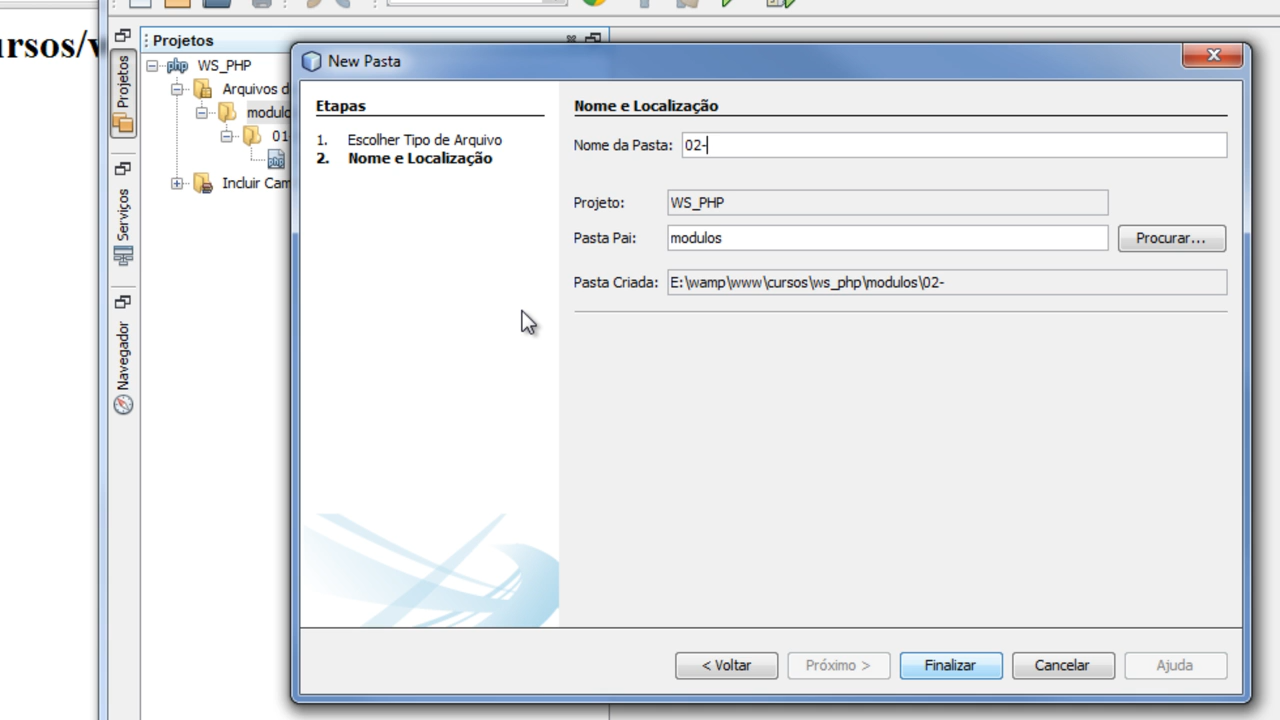 ursos/w
Projetos
WS_PHP
Arquivos d
modulo
01-
php
Incluir Cam
Projetos
Serviços
Navegador
New Pasta
Etapas
1. Escolher Tipo de Arquivo
2. Nome e Localização
Nome e Localização
Nome da Pasta: 02-
Projeto: WS_PHP
Pasta Pai: modulos Procurar...
Pasta Criada: E:\wamp\www\cursos\ws_php\modulos\02-
< Voltar Próximo > Finalizar Cancelar Ajuda